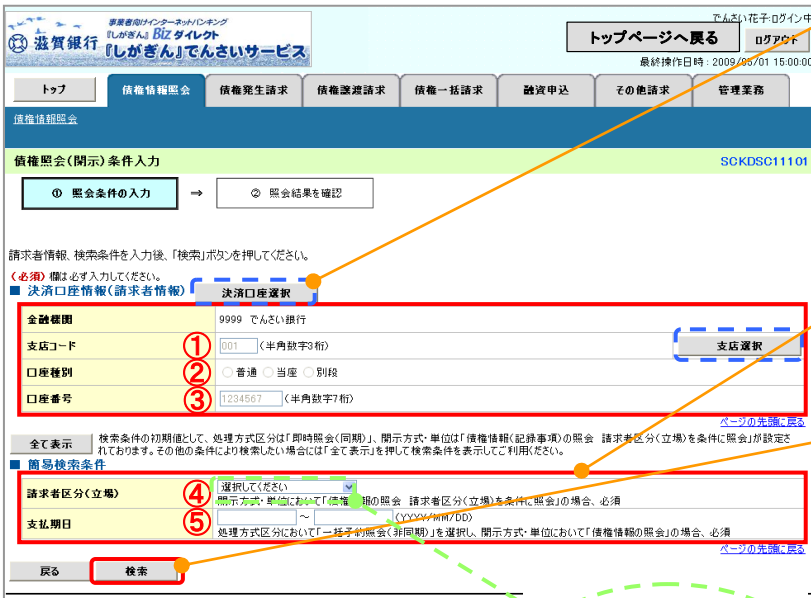 でんさい花子:ログイン中
事業者向けインターネットバンキング
滋賀銀行 『しがぎん』Biz ダイレクト
『しがぎん』でんさいサービス
トップページへ戻る ログアウト
最終操作日時:2009/05/01 15:00:00
トップ 債権情報照会 債権発生請求 債権譲渡請求 債権一括請求 融資申込 その他請求 管理業務
債権情報照会
債権照会(開示)条件入力 SCKDSC11101
① 照会条件の入力 ⇒ ② 照会結果を確認
請求者情報、検索条件を入力後、「検索」ボタンを押してください。
(必須)欄は必ず入力してください。
■ 決済口座情報(請求者情報) 決済口座選択
金融機関 9999 でんさい銀行
支店コード ① 001 (半角数字3桁) 支店選択
口座種別 ② 普通 当座 別段
口座番号 ③ 1234567 (半角数字7桁)
ページの先頭に戻る
全て表示 検索条件の初期値として、処理方式区分は「即時照会(同期)」、開示方式・単位は「債権情報(記録事項)の照会 請求者区分(立場)を条件に照会」が設定さ
れております。その他の条件により検索したい場合には「全て表示」を押して検索条件を表示してご利用ください。
■ 簡易検索条件
請求者区分(立場) ④ 選択してください
開示方式・単位において「債権情報の照会 請求者区分(立場)を条件に照会」の場合、必須
支払期日 ⑤ ～ (YYYY/MM/DD)
処理方式区分において「一括予約照会(非同期)」を選択し、開示方式・単位において「債権情報の照会」の場合、必須
ページの先頭に戻る
戻る 検索